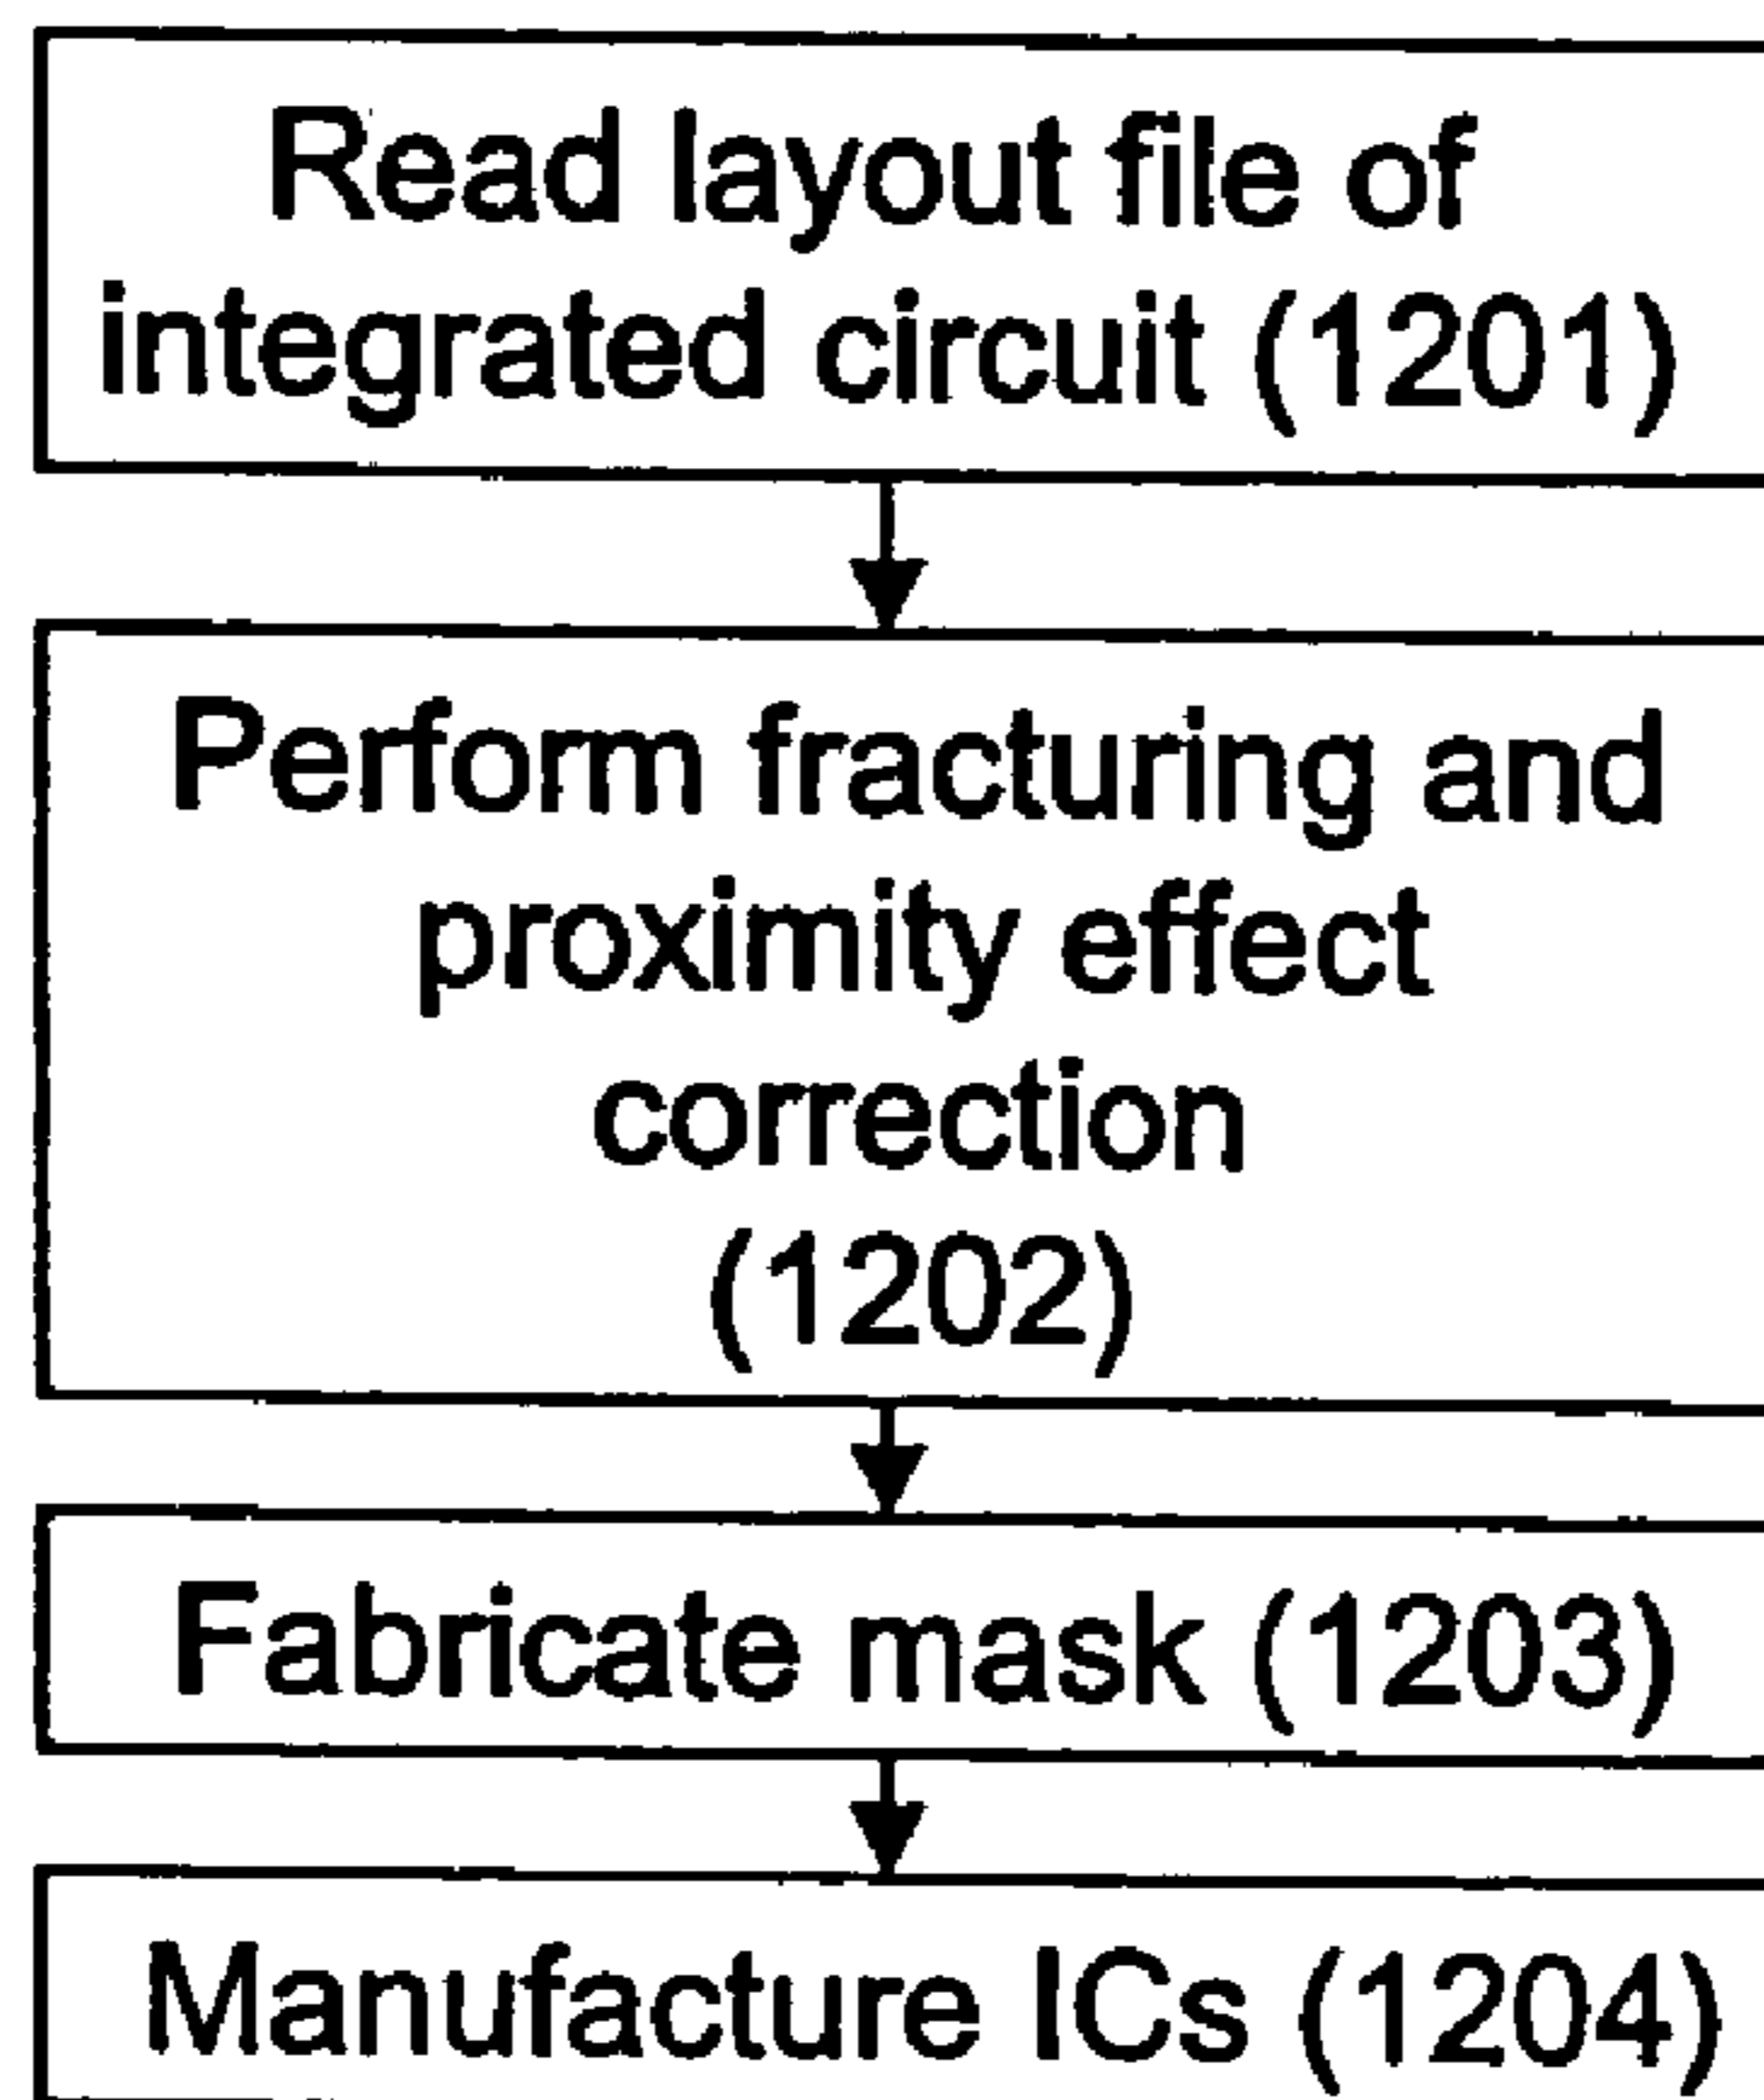 Read layout file of
integrated circuit (1201)
Perform fracturing and
proximity effect
correction
(1202)
Fabricate mask (1203)
Manufacture ICs (1204)